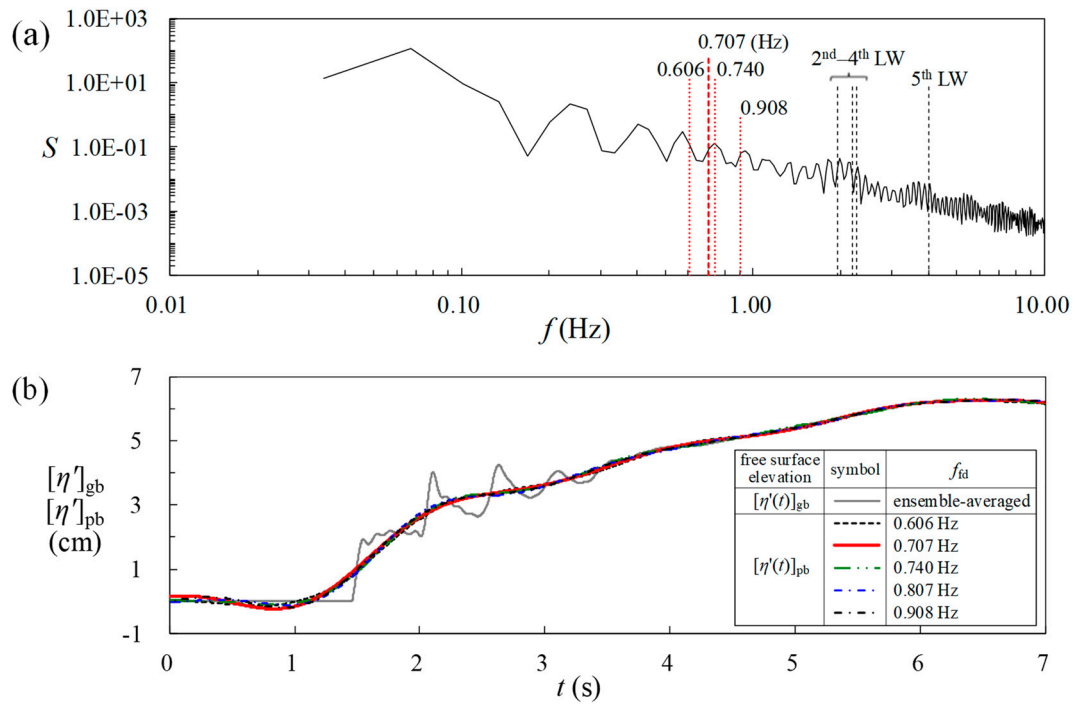 (a)
1.0E+03
1.0E+01
1.0E-01
1.0E-03
1.0E-05
S
0.707 (Hz)
0.606
0.740
0.908
2nd–4th LW
5th LW
0.01
0.10
1.00
10.00
f (Hz)
(b)
7
5
3
1
-1
[η′]gb
[η′]pb
(cm)
free surface elevation symbol ffd
[η′(t)]gb ensemble-averaged
[η′(t)]pb
0.606 Hz
0.707 Hz
0.740 Hz
0.807 Hz
0.908 Hz
0 1 2 3 4 5 6 7
t (s)